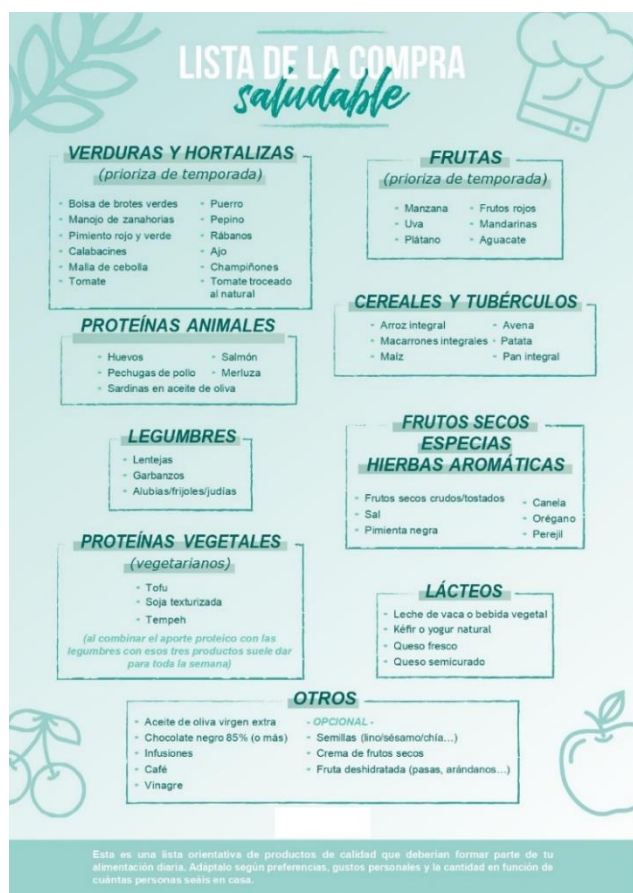 LISTA DE LA COMPRA
saludable
VERDURAS Y HORTALIZAS
(prioriza de temporada)
- Bolsa de brotes verdes
- Manojo de zanahorias
- Pimiento rojo y verde
- Calabacines
- Malla de cebolla
- Tomate
- Puerro
- Pepino
- Rábanos
- Ajo
- Champiñones
- Tomate troceado
al natural
FRUTAS
(prioriza de temporada)
- Manzana
- Uva
- Plátano
- Frutos rojos
- Mandarinas
- Aguacate
PROTEÍNAS ANIMALES
- Huevos
- Pechugas de pollo
- Sardinas en aceite de oliva
- Salmón
- Merluza
CEREALES Y TUBÉRCULOS
- Arroz integral
- Macarrones integrales
- Maíz
- Avena
- Patata
- Pan integral
LEGUMBRES
- Lentejas
- Garbanzos
- Alubias/frijoles/judías
FRUTOS SECOS
ESPECIAS
HIERBAS AROMÁTICAS
- Frutos secos crudos/tostados
- Sal
- Pimienta negra
- Canela
- Orégano
- Perejil
PROTEÍNAS VEGETALES
(vegetarianos)
- Tofu
- Soja texturizada
- Tempeh
(al combinar el aporte proteico con las
legumbres con esos tres productos suele dar
para toda la semana)
LÁCTEOS
- Leche de vaca o bebida vegetal
- Kéfir o yogur natural
- Queso fresco
- Queso semicurado
OTROS
- Aceite de oliva virgen extra
- Chocolate negro 85% (o más)
- Infusiones
- Café
- Vinagre
- OPCIONAL -
- Semillas (lino/sésamo/chía...)
- Crema de frutos secos
- Fruta deshidratada (pasas, arándanos...)
Esta es una lista orientativa de productos de calidad que deberían formar parte de tu
alimentación diaria. Adáptalo según preferencias, gustos personales y la cantidad en función de
cuántas personas seáis en casa.